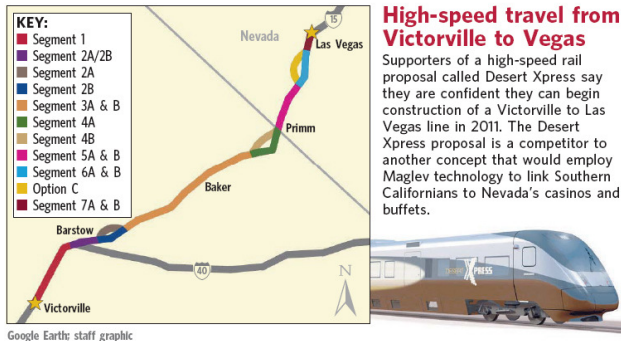 KEY:
Segment 1
Segment 2A/2B
Segment 2A
Segment 2B
Segment 3A & B
Segment 4A
Segment 4B
Segment 5A & B
Segment 6A & B
Option C
Segment 7A & B
15
Nevada
Las Vegas
Primm
Baker
Barstow
40
N
Victorville
Google Earth; staff graphic
High-speed travel from
Victorville to Vegas
Supporters of a high-speed rail
proposal called Desert Xpress say
they are confident they can begin
construction of a Victorville to Las
Vegas line in 2011. The Desert
Xpress proposal is a competitor to
another concept that would employ
Maglev technology to link Southern
Californians to Nevada's casinos and
buffets.
XPRESS